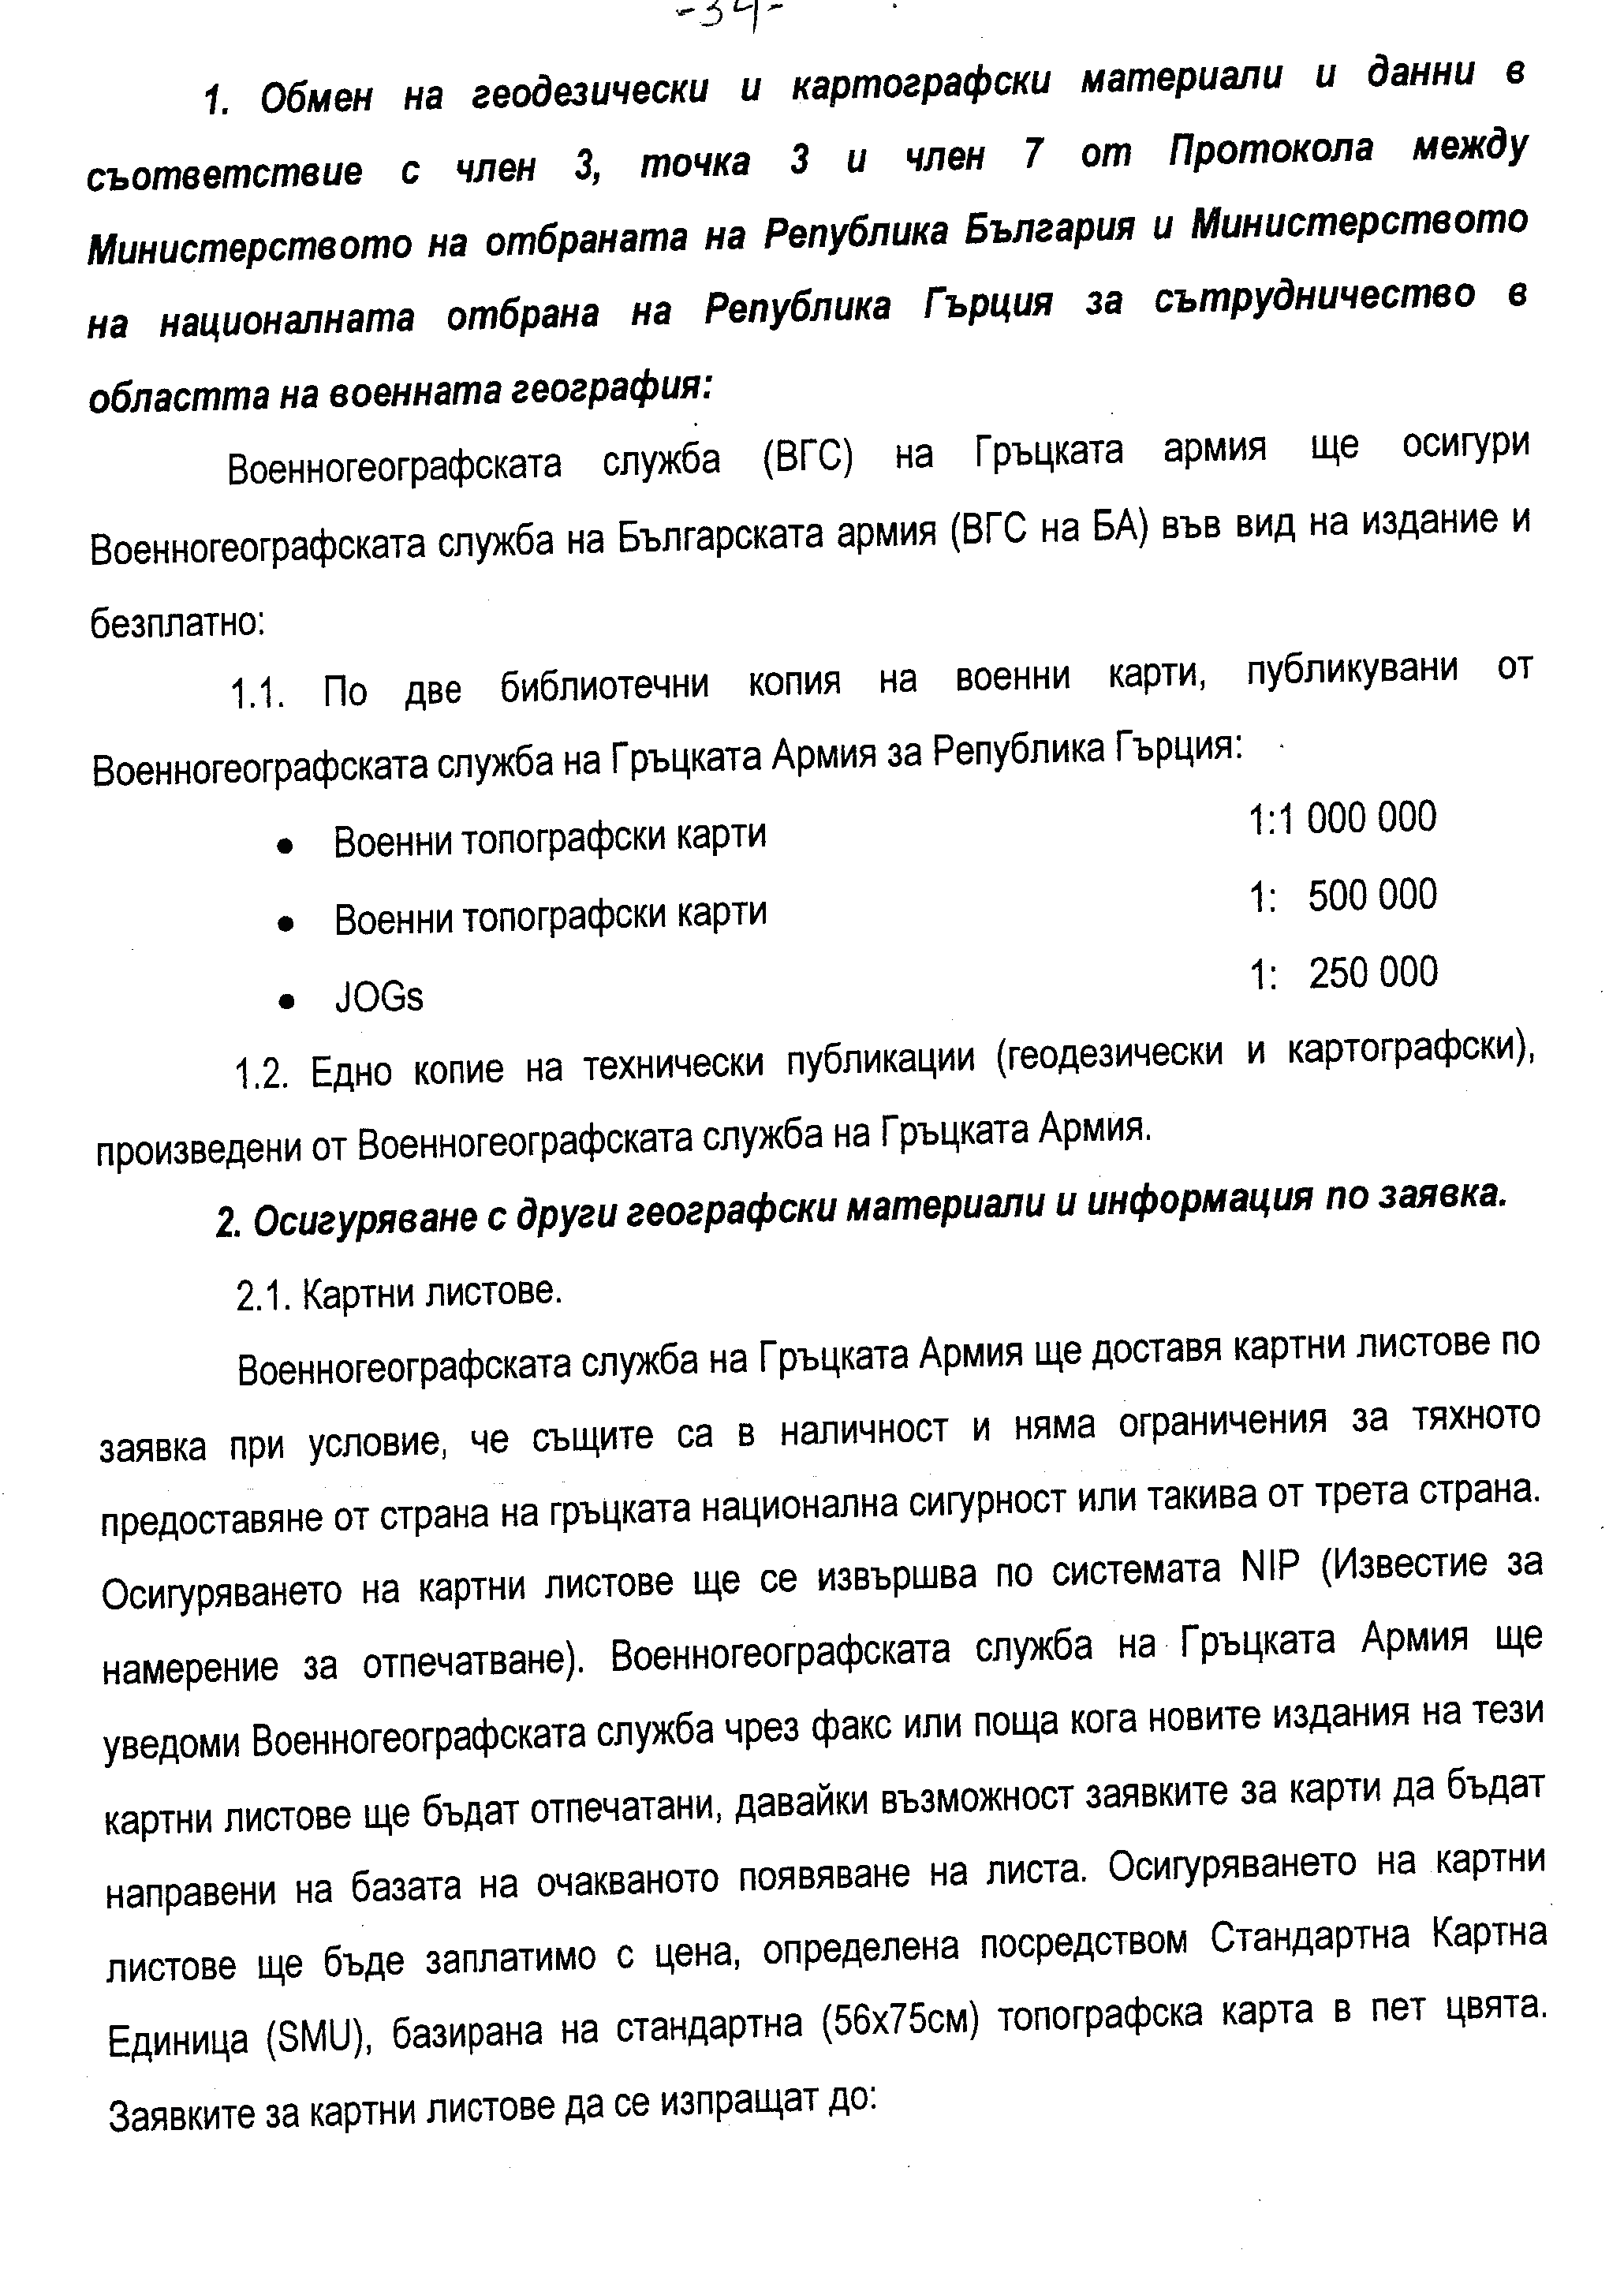 -34-
1. Обмен на геодезически и картографски материали и данни в
съответствие с член 3, точка 3 и член 7 от Протокола между
Министерството на отбраната на Република България и Министерството
на националната отбрана на Република Гърция за сътрудничество в
областта на военната география:
Военногеографската служба (ВГС) на Гръцката армия ще осигури
Военногеографската служба на Българската армия (ВГС на БА) във вид на издание и
безплатно:
1.1. По две библиотечни копия на военни карти, публикувани от
Военногеографската служба на Гръцката Армия за Република Гърция:
• Военни топографски карти 1:1 000 000
• Военни топографски карти 1: 500 000
• JOGs 1: 250 000
1.2. Едно копие на технически публикации (геодезически и картографски),
произведени от Военногеографската служба на Гръцката Армия.
2. Осигуряване с други географски материали и информация по заявка.
2.1. Картни листове.
Военногеографската служба на Гръцката Армия ще доставя картни листове по
заявка при условие, че същите са в наличност и няма ограничения за тяхното
предоставяне от страна на гръцката национална сигурност или такива от трета страна.
Осигуряването на картни листове ще се извършва по системата NIP (Известие за
намерение за отпечатване). Военногеографската служба на Гръцката Армия ще
уведоми Военногеографската служба чрез факс или поща кога новите издания на тези
картни листове ще бъдат отпечатани, давайки възможност заявките за карти да бъдат
направени на базата на очакваното появяване на листа. Осигуряването на картни
листове ще бъде заплатимо с цена, определена посредством Стандартна Картна
Единица (SMU), базирана на стандартна (56х75см) топографска карта в пет цвята.
Заявките за картни листове да се изпращат до: